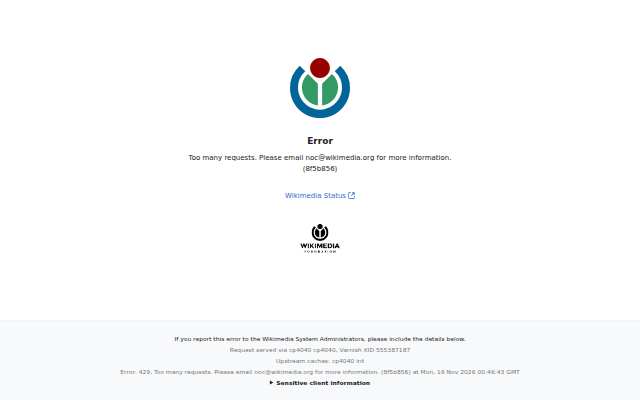 Error
Too many requests. Please email noc@wikimedia.org for more information.
(8f5b856)
Wikimedia Status
WIKIMEDIA
FOUNDATION
If you report this error to the Wikimedia System Administrators, please include the details below.
Request served via cp4040 cp4040, Varnish XID 555387187
Upstream caches: cp4040 int
Error: 429, Too many requests. Please email noc@wikimedia.org for more information. (8f5b856) at Mon, 16 Nov 2026 00:46:43 GMT
Sensitive client information